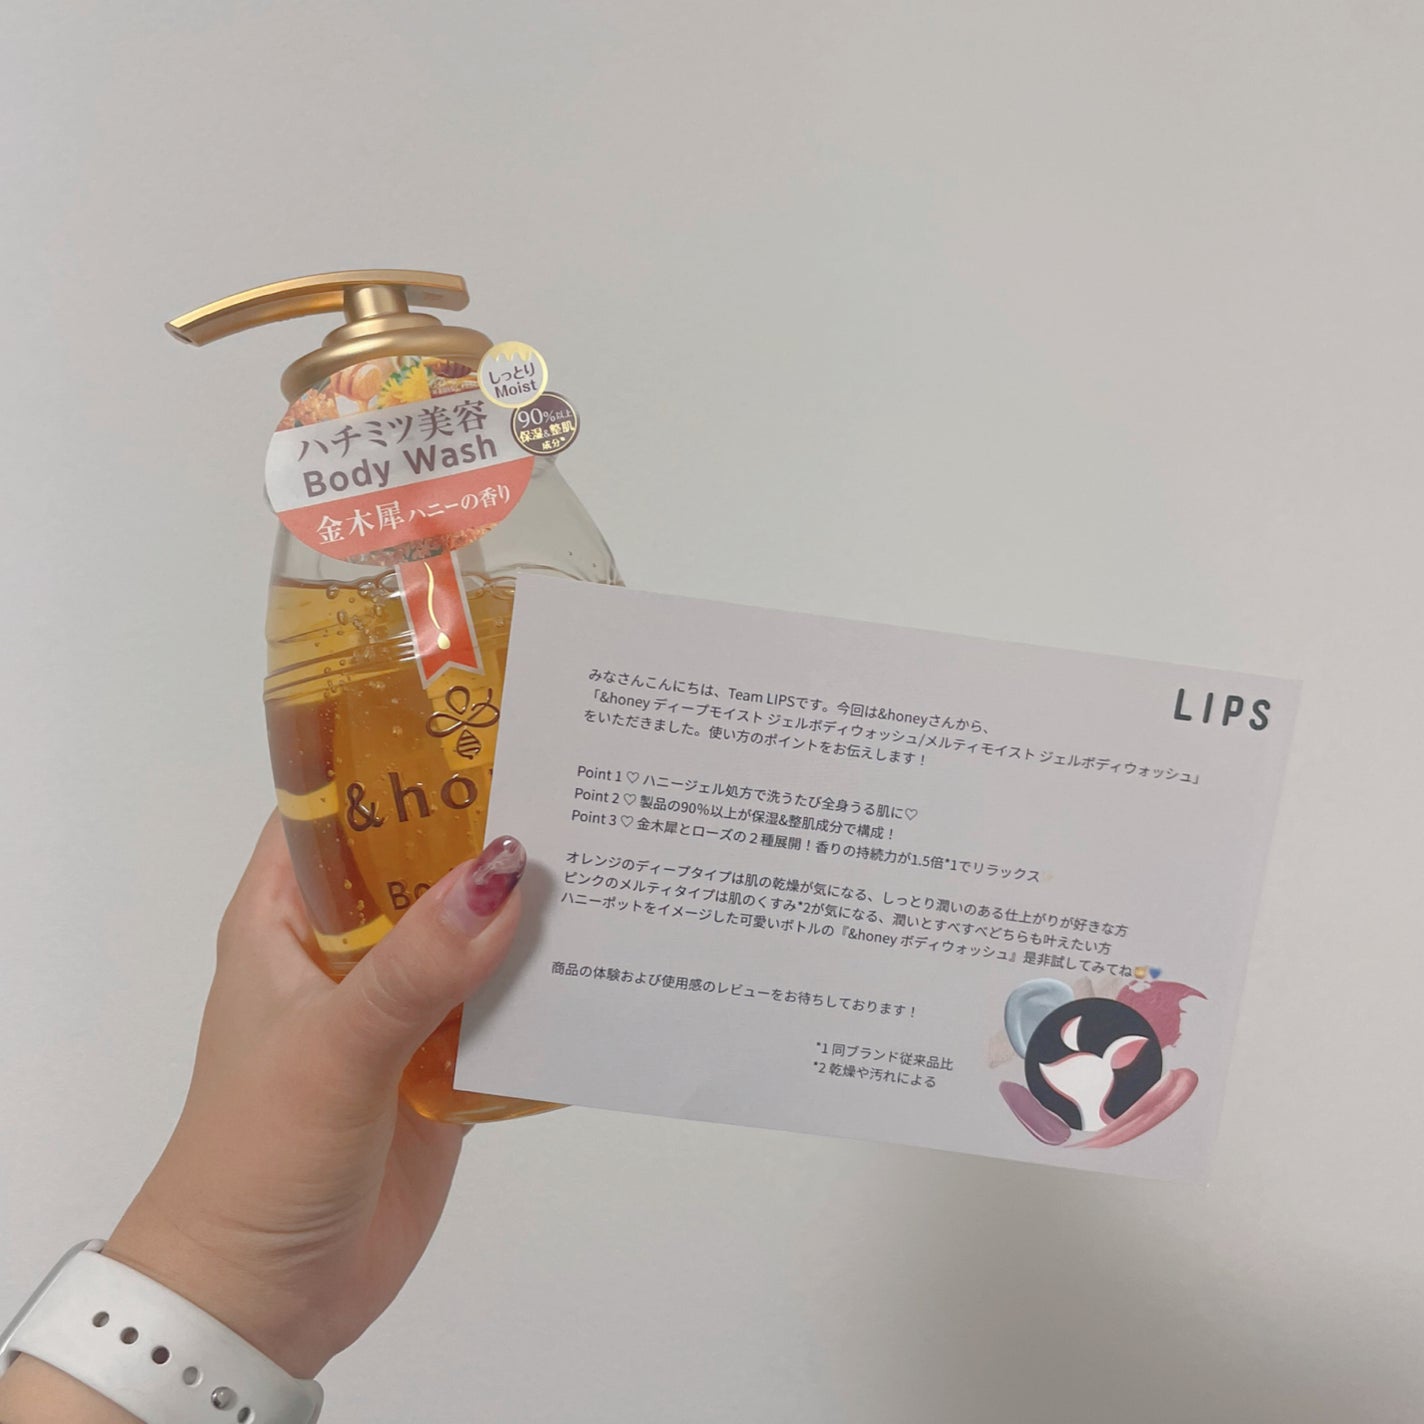 しっとり
Moist
90%以上
保湿&整肌
成分*
ハチミツ美容
Body Wash
金木犀ハニーの香り
&ho
Bo
LIPS
みなさんこんにちは、Team LIPSです。今回は&honeyさんから、
「&honey ディープモイスト ジェルボディウォッシュ/メルティモイスト ジェルボディウォッシュ」
をいただきました。使い方のポイントをお伝えします！
Point 1 ♡ ハニージェル処方で洗うたび全身うる肌に♡
Point 2 ♡ 製品の90％以上が保湿&整肌成分で構成！
Point 3 ♡ 金木犀とローズの２種展開！香りの持続力が1.5倍*1でリラックス✨
オレンジのディープタイプは肌の乾燥が気になる、しっとり潤いのある仕上がりが好きな方
ピンクのメルティタイプは肌のくすみ*2が気になる、潤いとすべすべどちらも叶えたい方
ハニーポットをイメージした可愛いボトルの『&honey ボディウォッシュ』是非試してみてね
商品の体験および使用感のレビューをお待ちしております！
*1 同ブランド従来品比
*2 乾燥や汚れによる